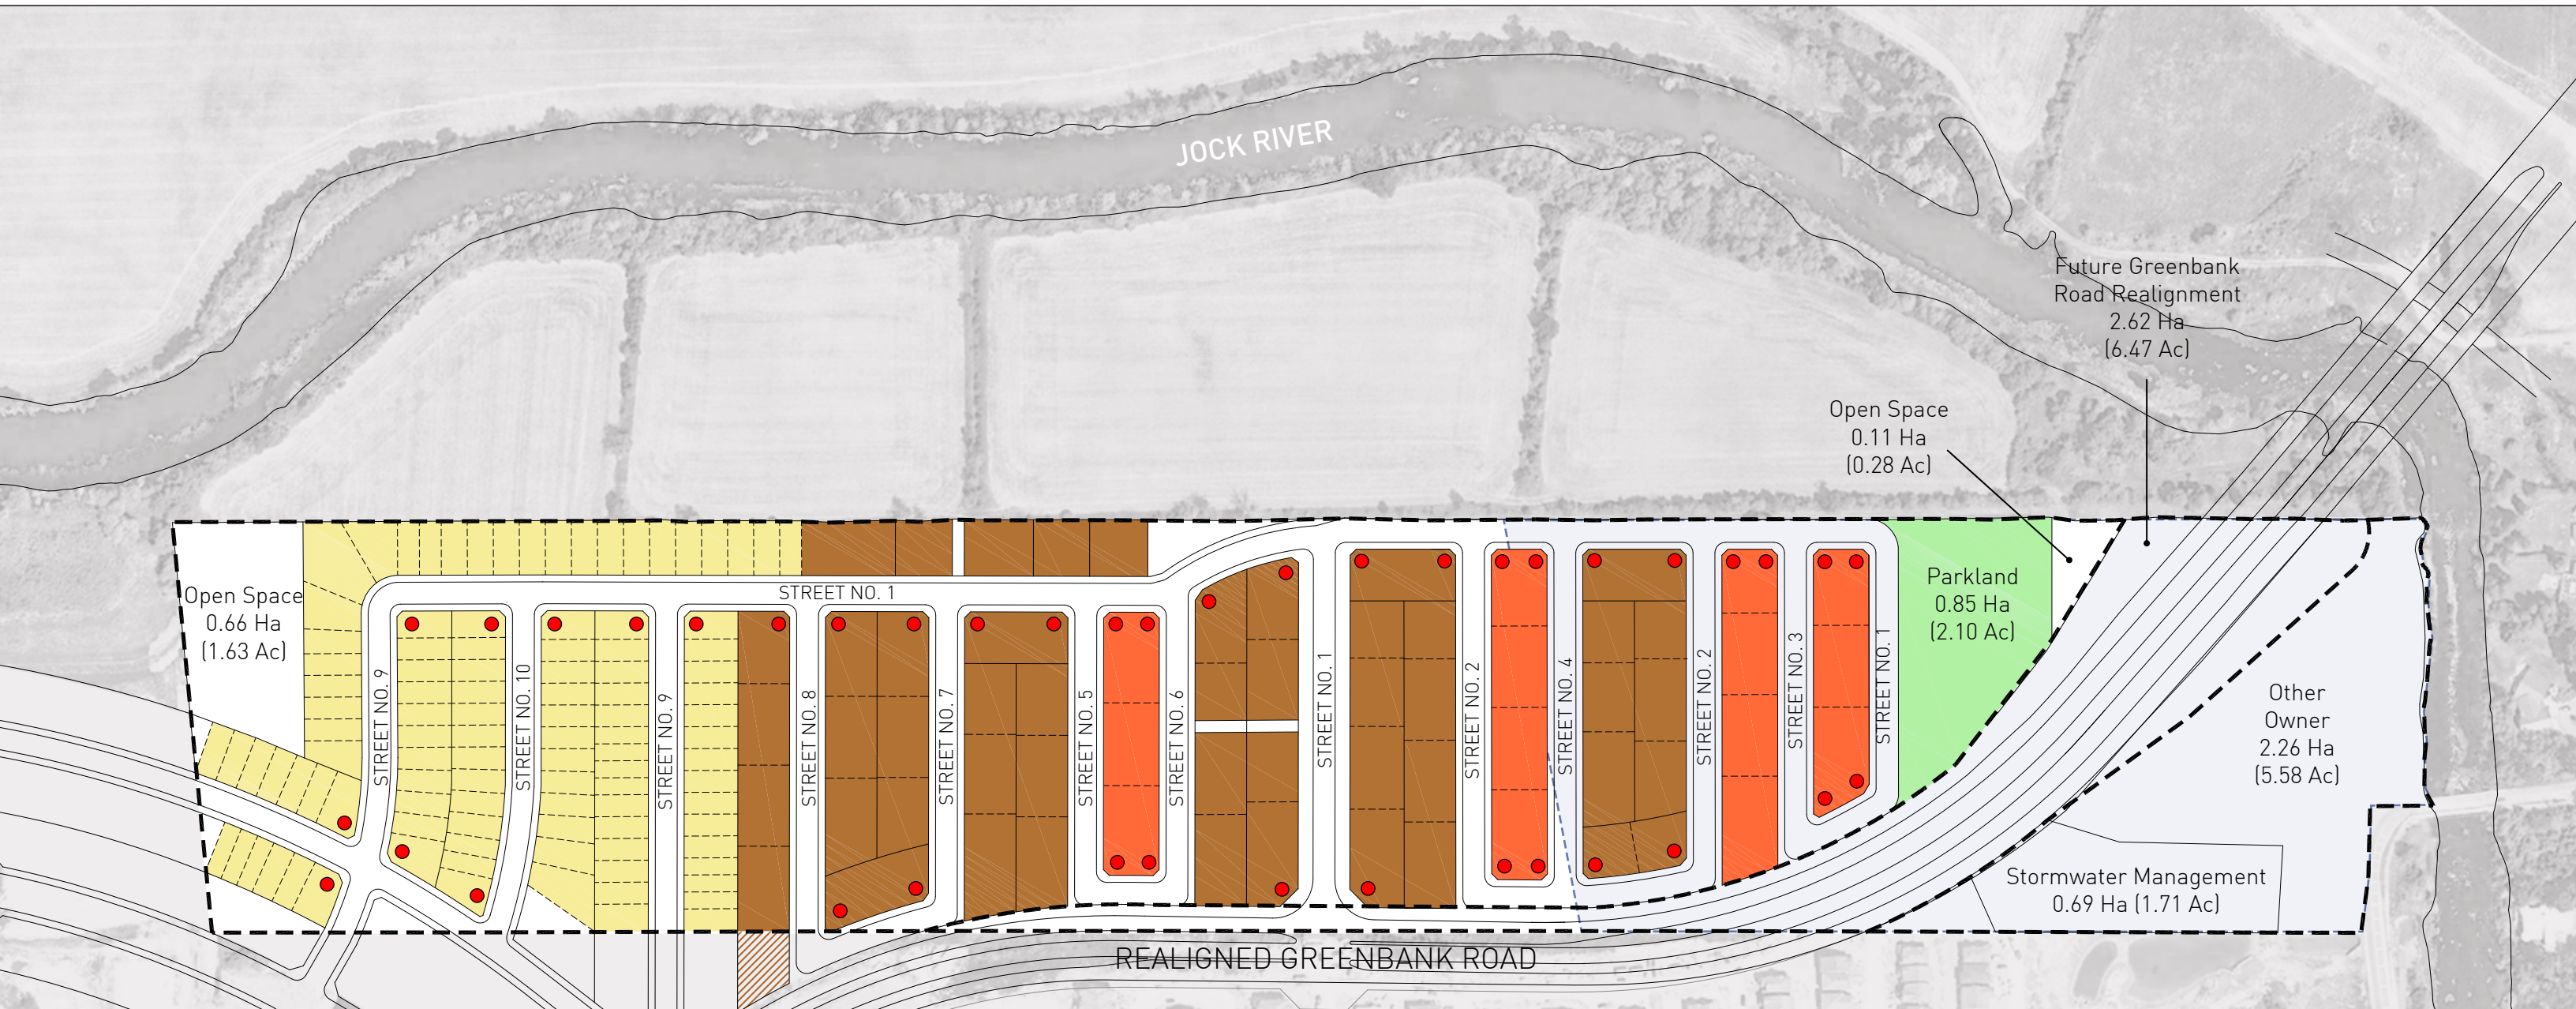 JOCK RIVER
Future Greenbank
Road Realignment
2.62 Ha
(6.47 Ac)
Open Space
0.11 Ha
(0.28 Ac)
Open Space
0.66 Ha
(1.63 Ac)
STREET NO. 1
Parkland
0.85 Ha
(2.10 Ac)
STREET NO. 9
STREET NO. 10
STREET NO. 9
STREET NO. 8
STREET NO. 7
STREET NO. 5
STREET NO. 6
STREET NO. 1
STREET NO. 2
STREET NO. 4
STREET NO. 2
STREET NO. 3
STREET NO. 1
Other
Owner
2.26 Ha
(5.58 Ac)
Stormwater Management
0.69 Ha (1.71 Ac)
REALIGNED GREENBANK ROAD